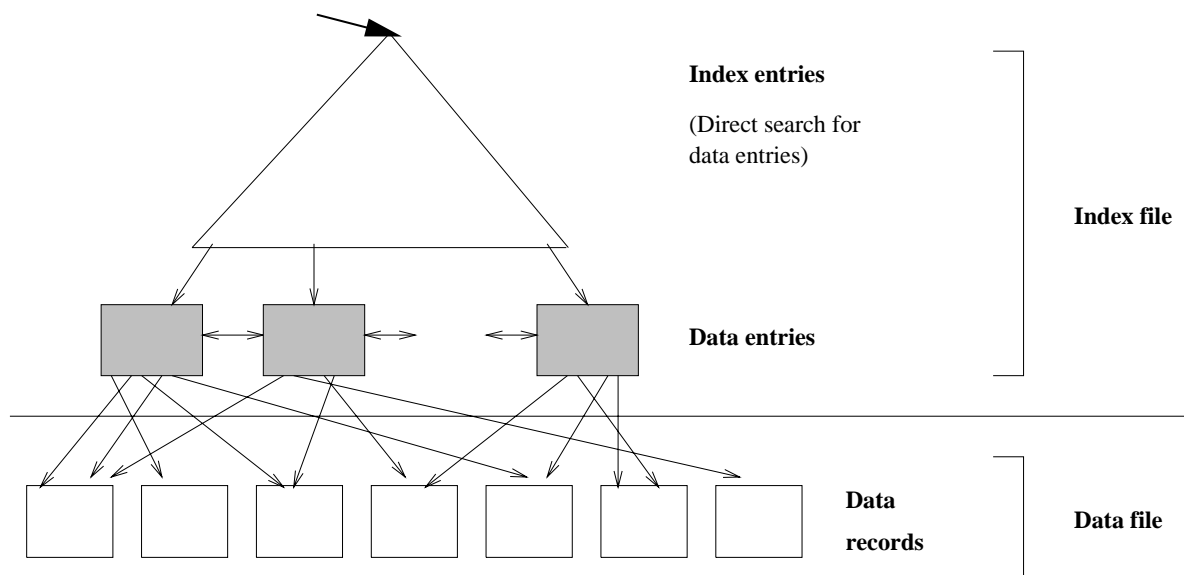 Index entries
(Direct search for
data entries)
Index file
Data entries
Data
records
Data file